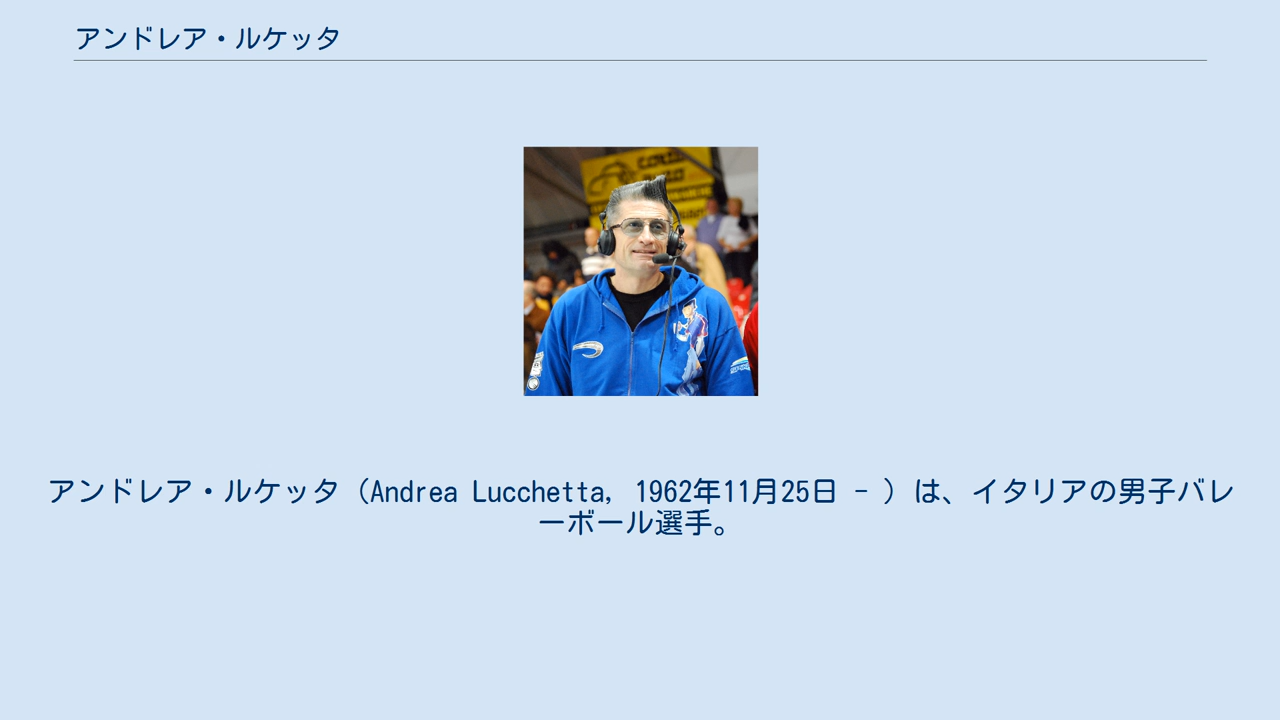 アンドレア・ルケッタ
アンドレア・ルケッタ（Andrea Lucchetta, 1962年11月25日 - ）は、イタリアの男子バレ
ーボール選手。